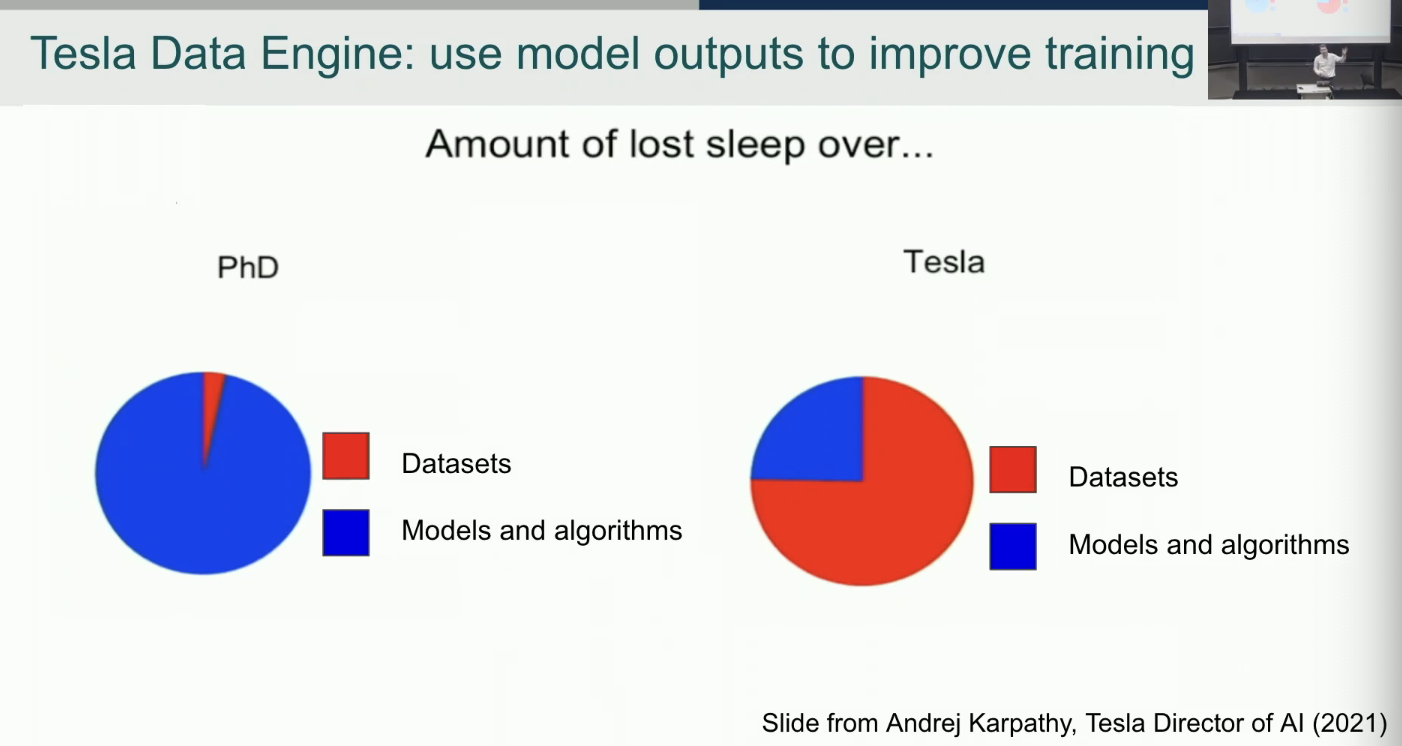 Tesla Data Engine: use model outputs to improve training
Amount of lost sleep over...
PhD
Tesla
Datasets
Models and algorithms
Datasets
Models and algorithms
Slide from Andrej Karpathy, Tesla Director of AI (2021)